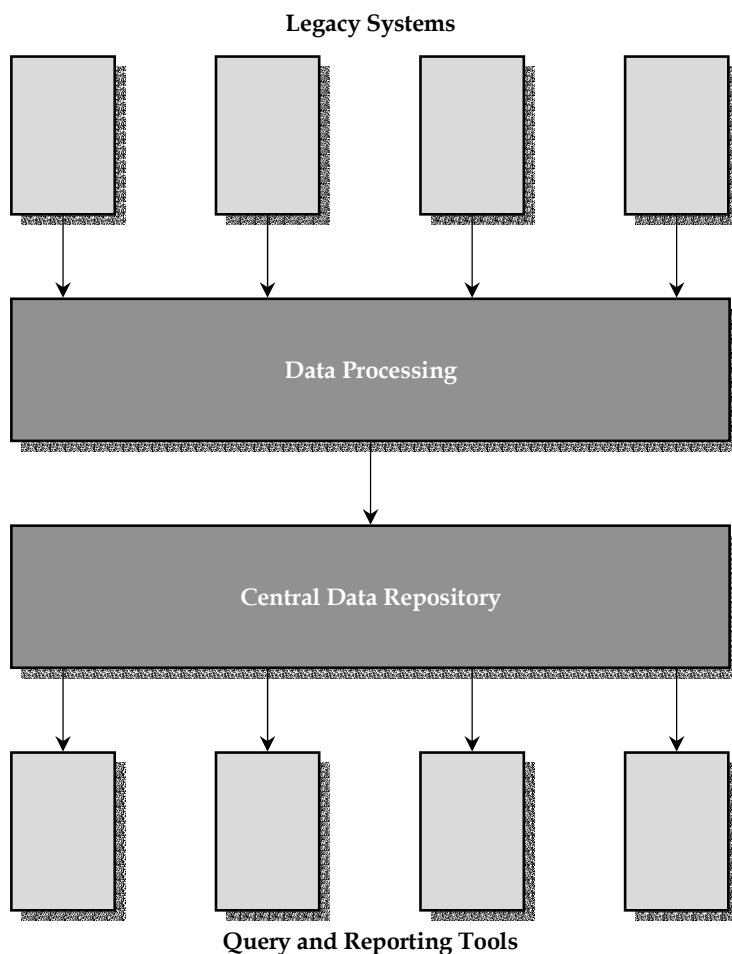 Legacy Systems
Data Processing
Central Data Repository
Query and Reporting Tools